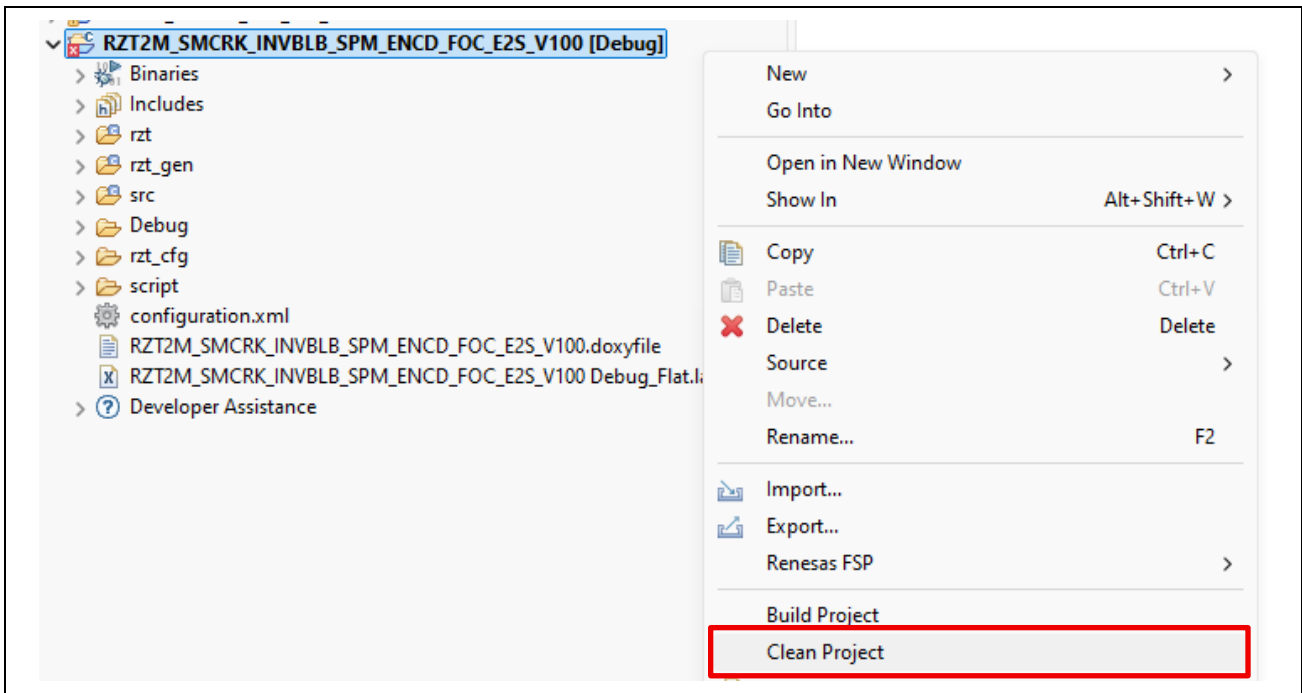 RZT2M_SMCRK_INVBLB_SPM_ENCD_FOC_E2S_V100 [Debug]
Binaries
Includes
rzt
rzt_gen
src
Debug
rzt_cfg
script
configuration.xml
RZT2M_SMCRK_INVBLB_SPM_ENCD_FOC_E2S_V100.doxyfile
RZT2M_SMCRK_INVBLB_SPM_ENCD_FOC_E2S_V100 Debug_Flat.la
Developer Assistance
New
Go Into
Open in New Window
Show In Alt+Shift+W
Copy Ctrl+C
Paste Ctrl+V
Delete Delete
Source
Move...
Rename... F2
Import...
Export...
Renesas FSP
Build Project
Clean Project